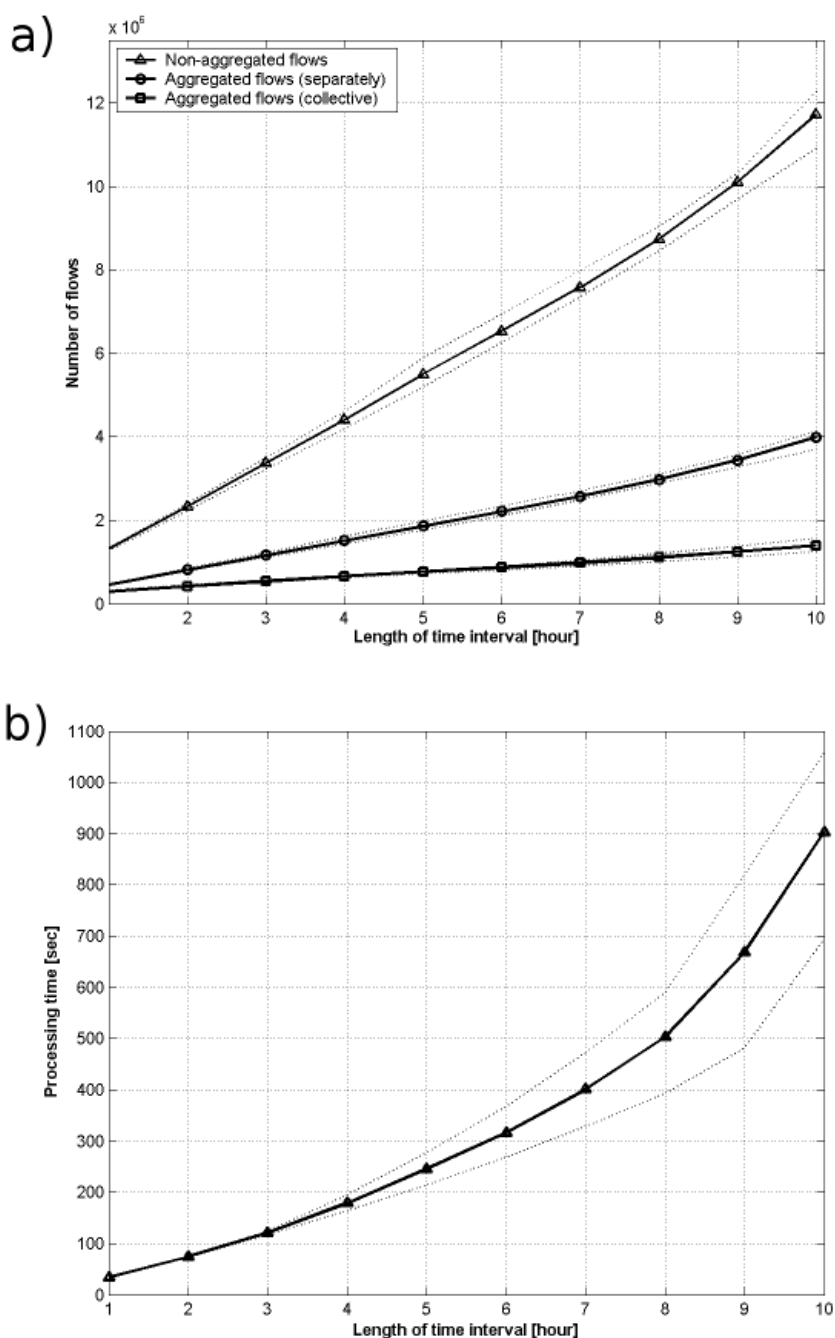 a)
x 10^6
Non-aggregated flows
Aggregated flows (separately)
Aggregated flows (collective)
12
10
8
6
4
2
0
Number of flows
2 3 4 5 6 7 8 9 10
Length of time interval [hour]
b)
1100
1000
900
800
700
600
500
400
300
200
100
0
Processing time [sec]
1 2 3 4 5 6 7 8 9 10
Length of time interval [hour]